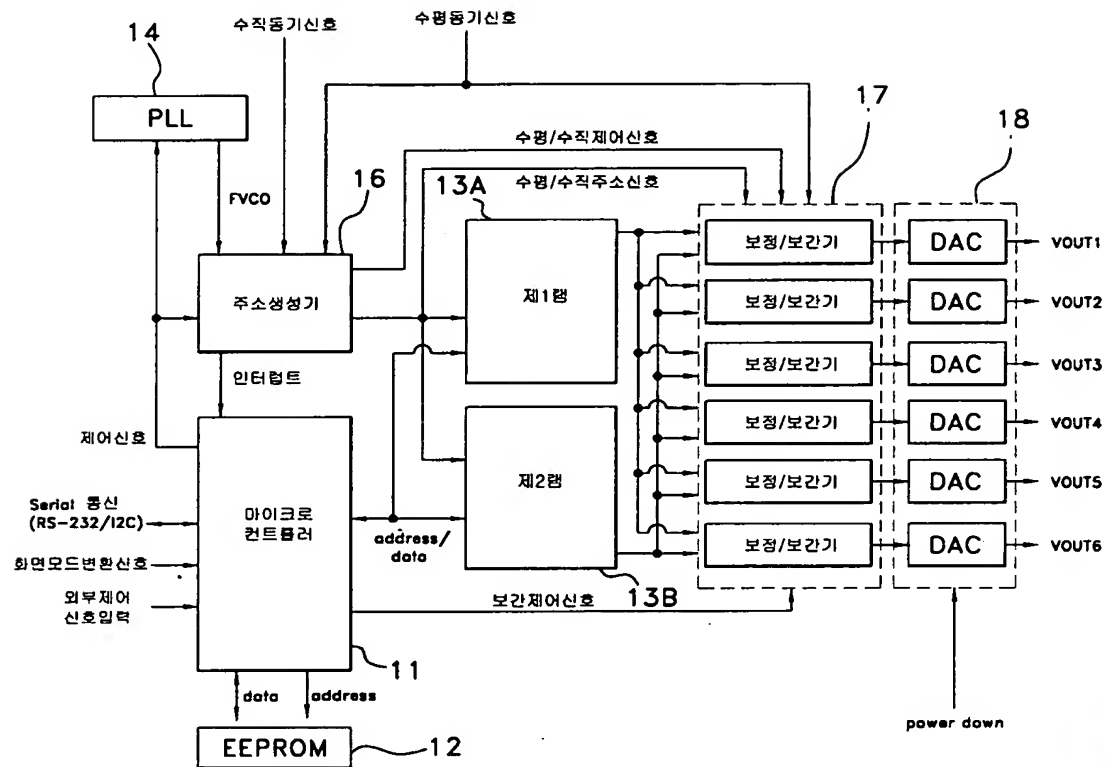 수직동기신호
수평동기신호
14
PLL
17
18
수평/수직제어신호
13A
수평/수직주소신호
16
FVCO
주소생성기
제1램
보정/보간기
DAC
VOUT1
보정/보간기
DAC
VOUT2
보정/보간기
DAC
VOUT3
보정/보간기
DAC
VOUT4
보정/보간기
DAC
VOUT5
보정/보간기
DAC
VOUT6
인터럽트
제어신호
Serial 통신
(RS-232/I2C)
화면모드변환신호
외부제어
신호입력
마이크로
컨트롤러
address/
data
제2램
13B
보간제어신호
11
data
address
EEPROM
12
power down